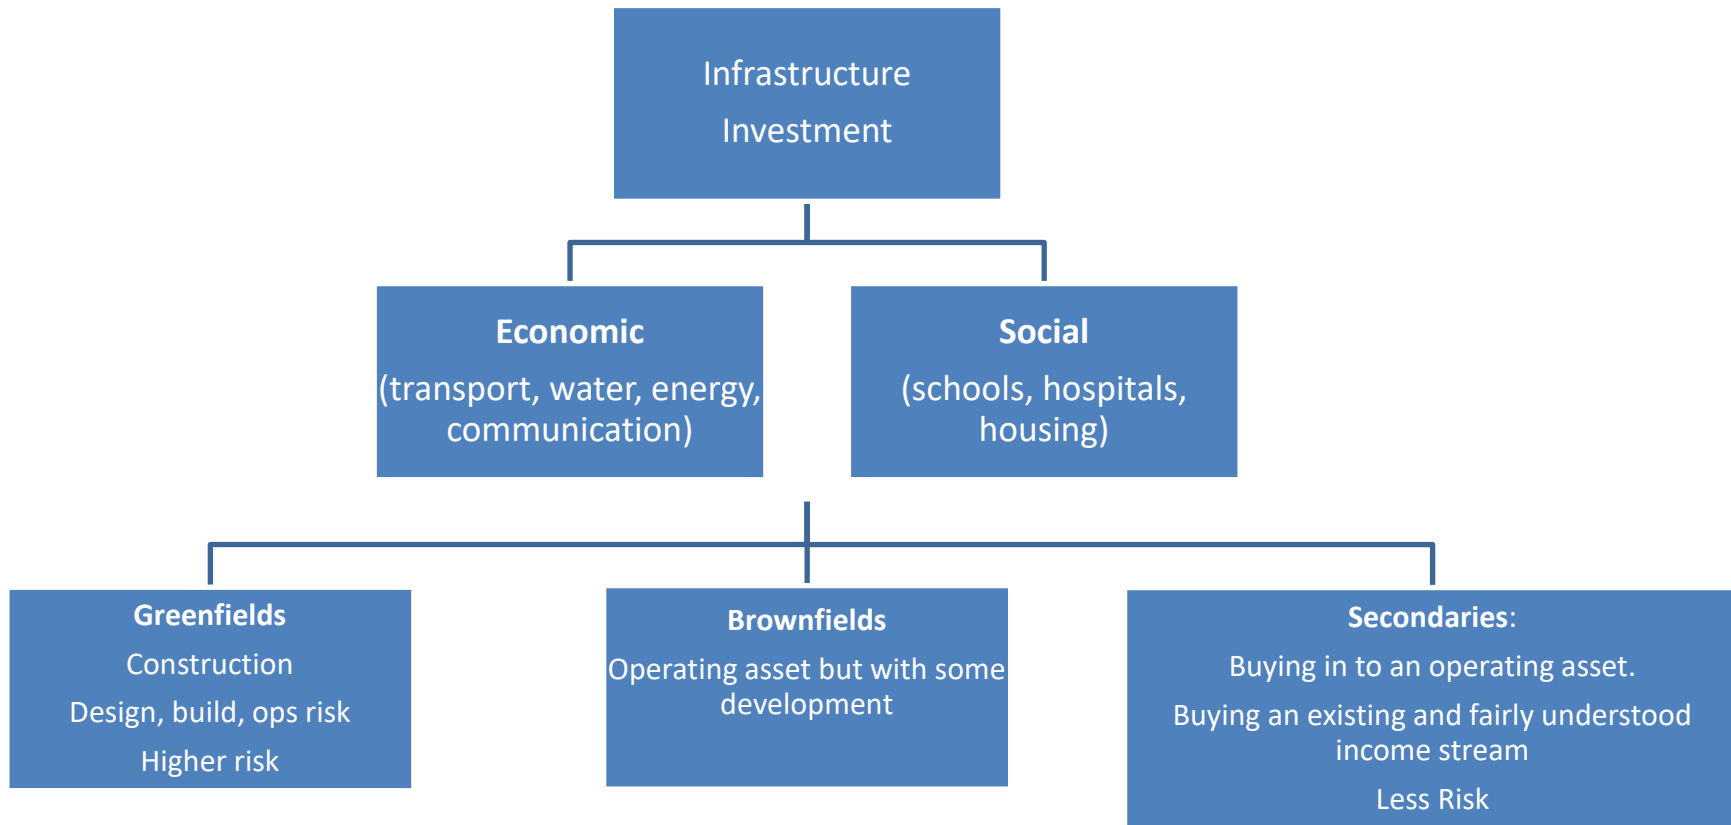 Infrastructure
Investment
Economic
(transport, water, energy,
communication)
Social
(schools, hospitals,
housing)
Greenfields
Construction
Design, build, ops risk
Higher risk
Brownfields
Operating asset but with some
development
Secondaries:
Buying in to an operating asset.
Buying an existing and fairly understood
income stream
Less Risk